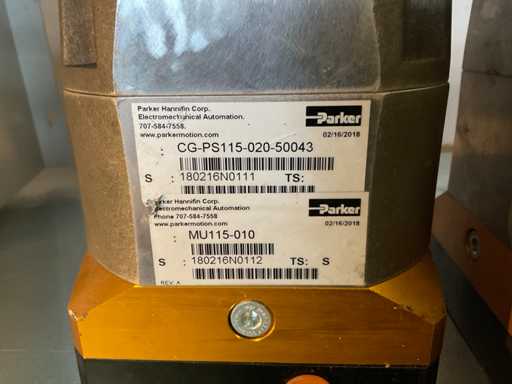 Parker Hannifin Corp.
Electromechanical Automation.
707-584-7558.
www.parkermotion.com
Parker
02/16/2018
: CG-PS115-020-50043
S : 180216N0111 TS:
Parker Hannifin Corp.
Electromechanical Automation
Phone 707-584-7558
www.parkermotion.com
Parker
02/16/2018
: MU115-010
S : 180216N0112 TS: S
REV A